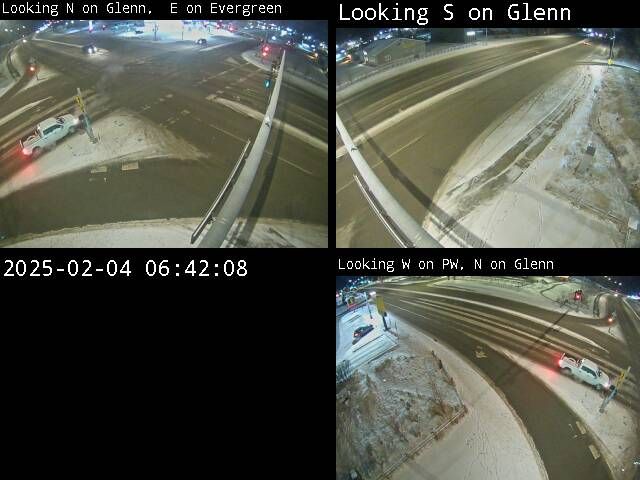 Looking N on Glenn,  E on Evergreen
Looking S on Glenn
2025-02-04 06:42:08
Looking W on PW, N on Glenn